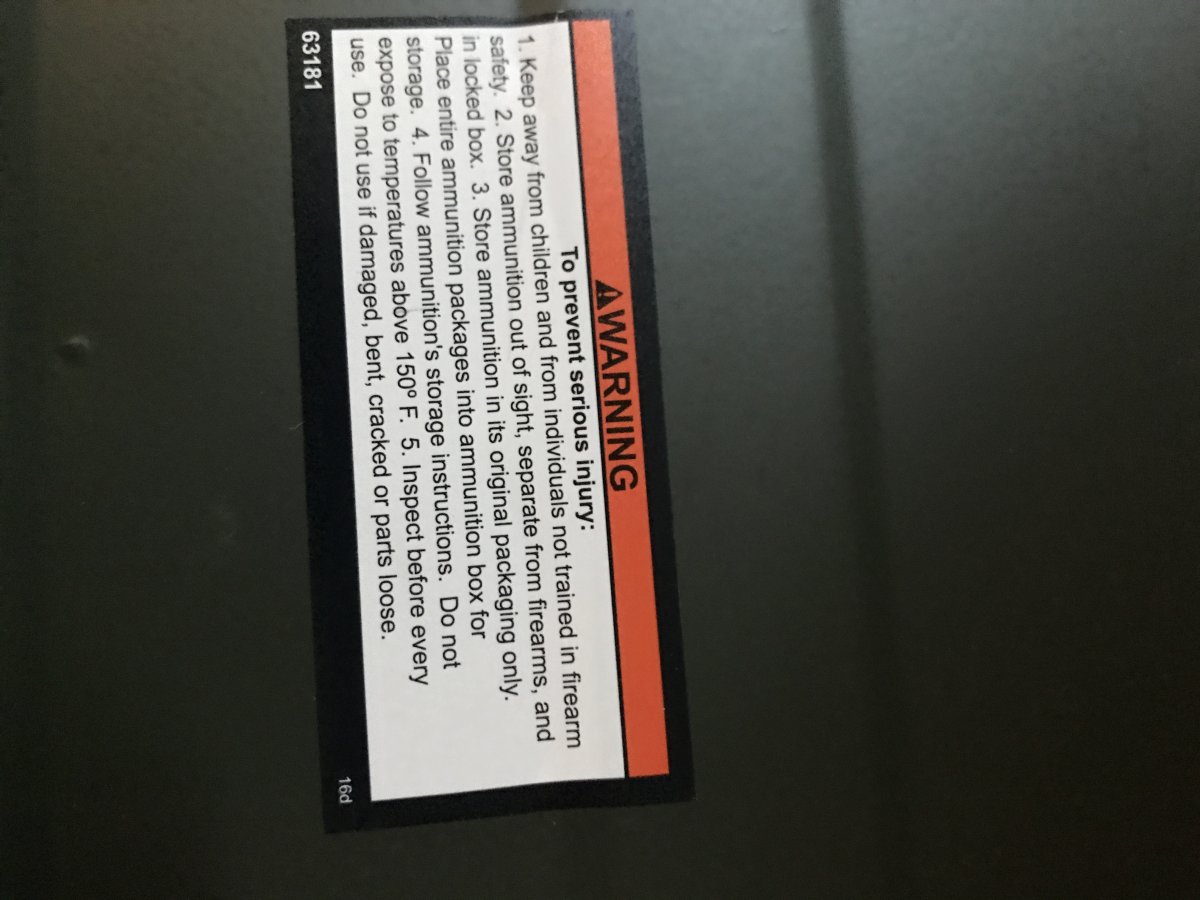 ⚠WARNING
To prevent serious injury:
1. Keep away from children and from individuals not trained in firearm
safety. 2. Store ammunition out of sight, separate from firearms, and
in locked box. 3. Store ammunition in its original packaging only.
Place entire ammunition packages into ammunition box for
storage. 4. Follow ammunition's storage instructions. Do not
expose to temperatures above 150º F. 5. Inspect before every
use. Do not use if damaged, bent, cracked or parts loose.
63181
16d